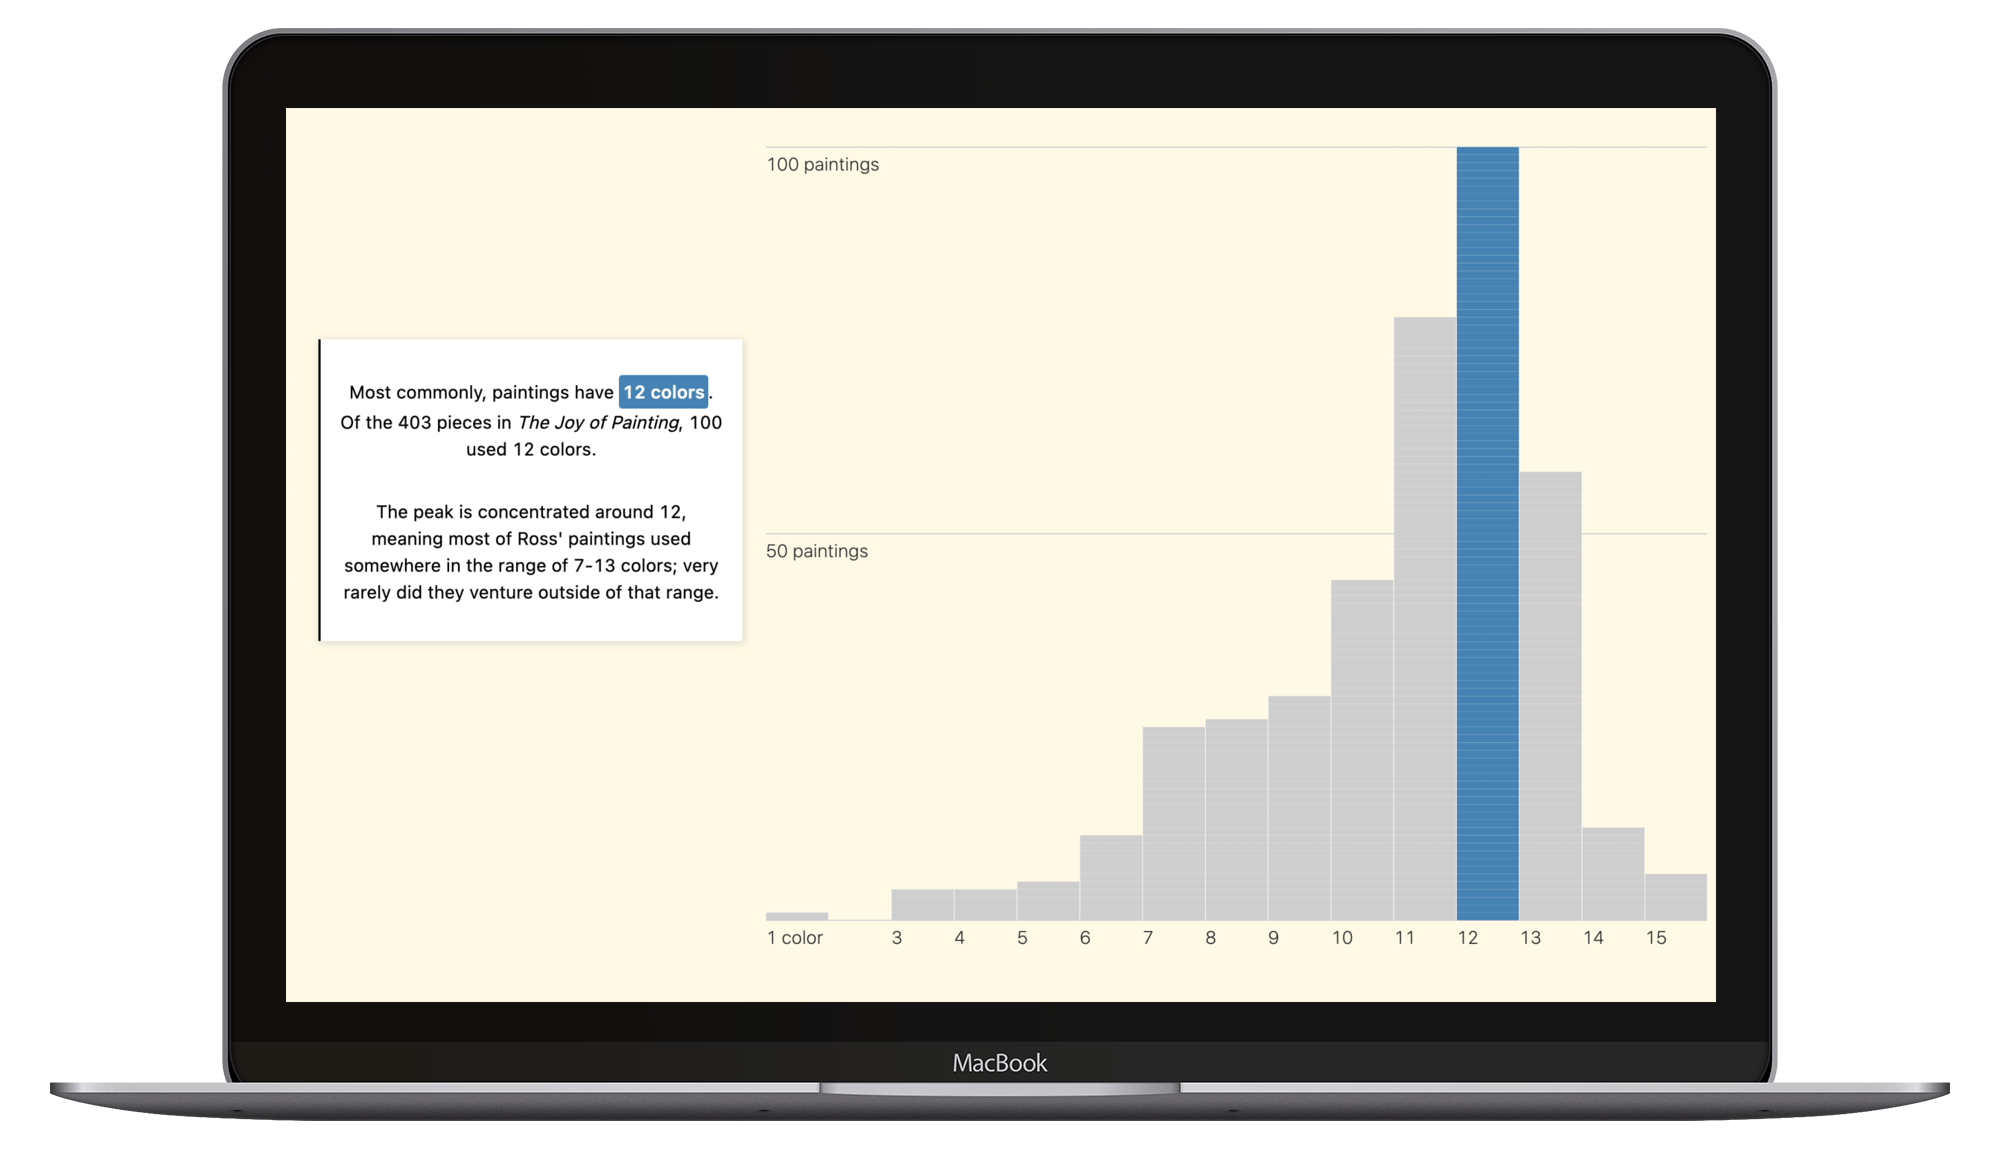 100 paintings
Most commonly, paintings have 12 colors.
Of the 403 pieces in The Joy of Painting, 100
used 12 colors.
The peak is concentrated around 12,
meaning most of Ross' paintings used
somewhere in the range of 7-13 colors; very
rarely did they venture outside of that range.
50 paintings
1 color 3 4 5 6 7 8 9 10 11 12 13 14 15
MacBook